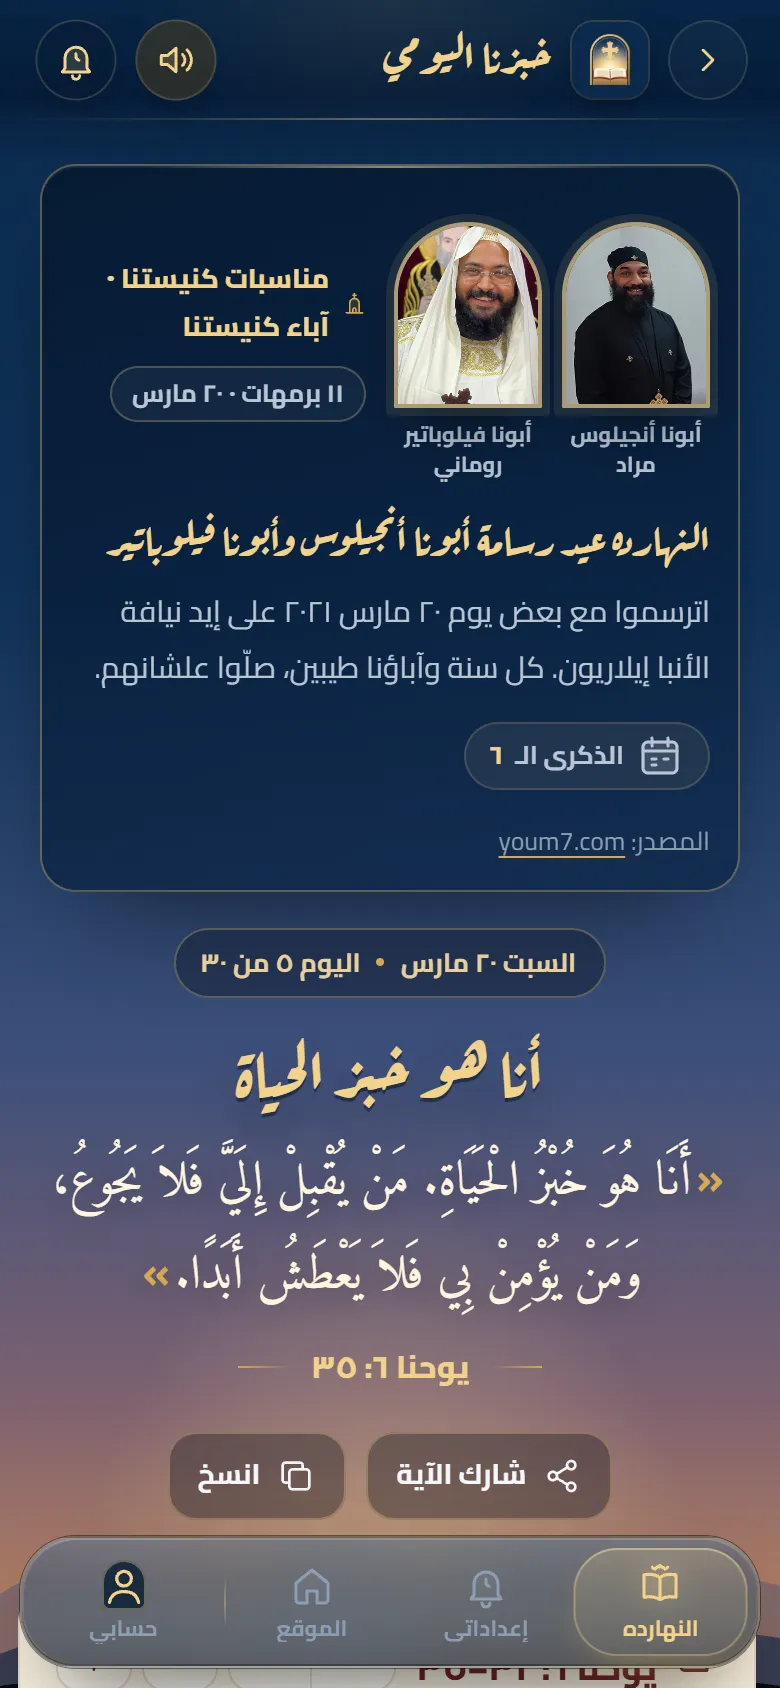 خبزنا اليومي
مناسبات كنيستنا ·
آباء كنيستنا
١١ برمهات · ٢٠ مارس
أبونا أنجيلوس
مراد
أبونا فيلوباتير
روماني
النهارده عيد رسامة أبونا أنجيلوس وأبونا فيلوباتير
اترسموا مع بعض يوم ٢٠ مارس ٢٠٢١ على إيد نيافة
الأنبا إيلاريون. كل سنة وآباؤنا طيبين، صلّوا علشانهم.
الذكرى الـ ٦
المصدر: youm7.com
السبت ٢٠ مارس • اليوم ٥ من ٣٠
أنا هو خبز الحياة
«أَنَا هُوَ خُبْزُ الْحَيَاةِ. مَنْ يُقْبِلْ إِلَيَّ فَلاَ يَجُوعُ،
وَمَنْ يُؤْمِنْ بِي فَلاَ يَعْطَشُ أَبَدًا.»
يوحنا ٦: ٣٥
شارك الآية
انسخ
النهارده
إعداداتى
الموقع
حسابي